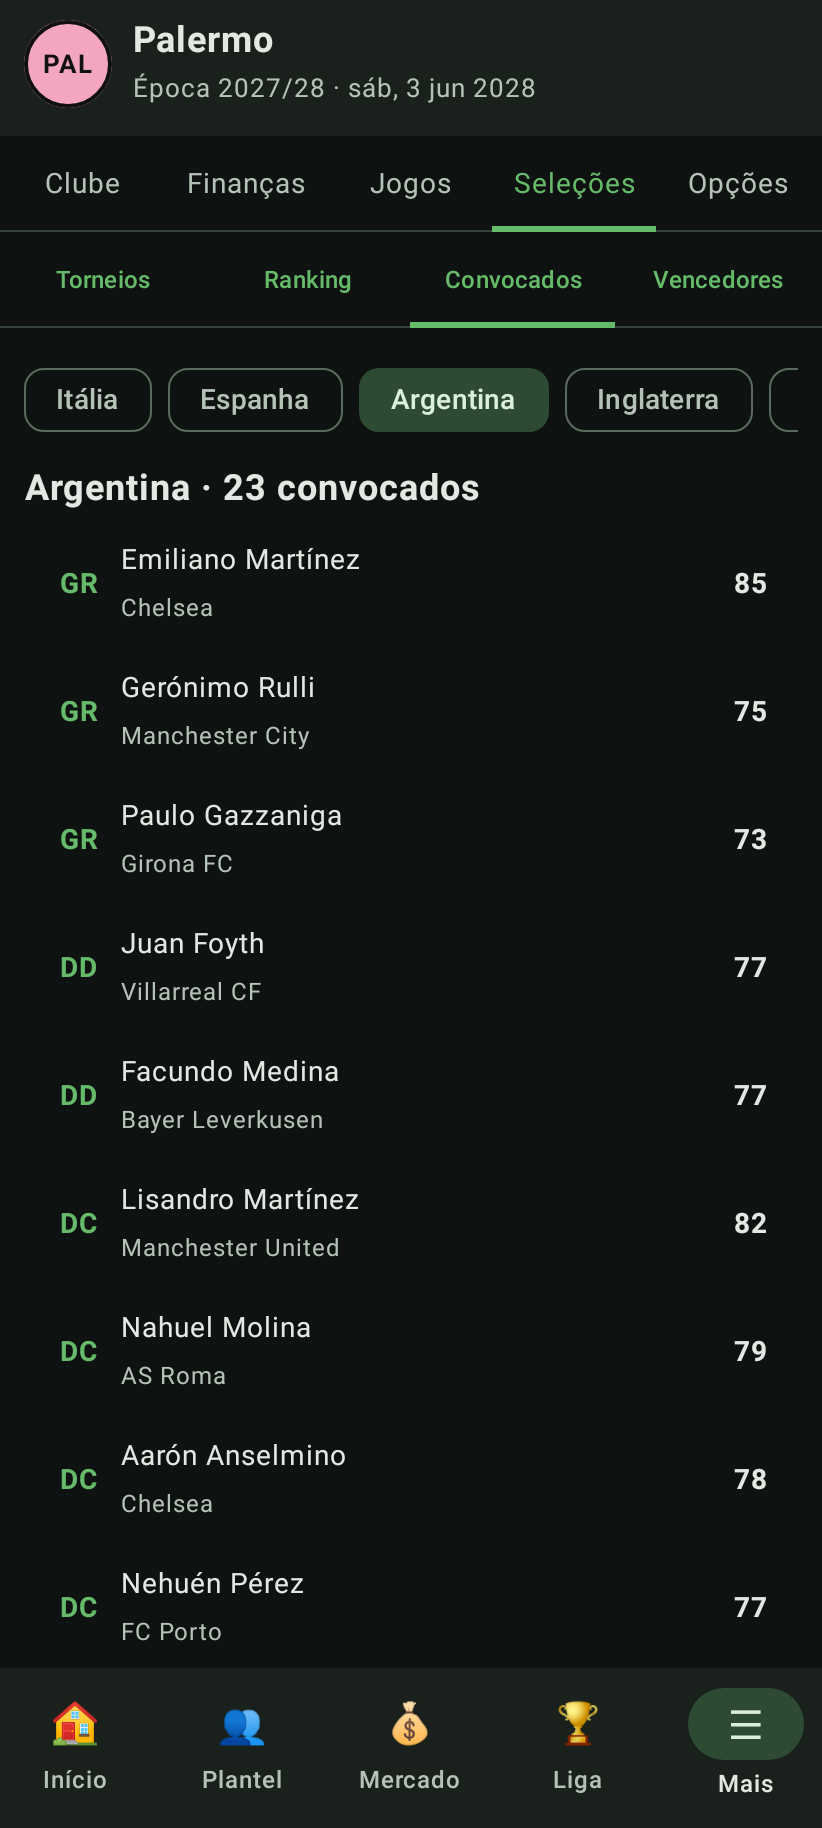 PAL
Palermo
Época 2027/28 · sáb, 3 jun 2028
Clube Finanças Jogos Seleções Opções
Torneios Ranking Convocados Vencedores
Itália Espanha Argentina Inglaterra
Argentina · 23 convocados
GR Emiliano Martínez 85
Chelsea
GR Gerónimo Rulli 75
Manchester City
GR Paulo Gazzaniga 73
Girona FC
DD Juan Foyth 77
Villarreal CF
DD Facundo Medina 77
Bayer Leverkusen
DC Lisandro Martínez 82
Manchester United
DC Nahuel Molina 79
AS Roma
DC Aarón Anselmino 78
Chelsea
DC Nehuén Pérez 77
FC Porto
Início Plantel Mercado Liga Mais